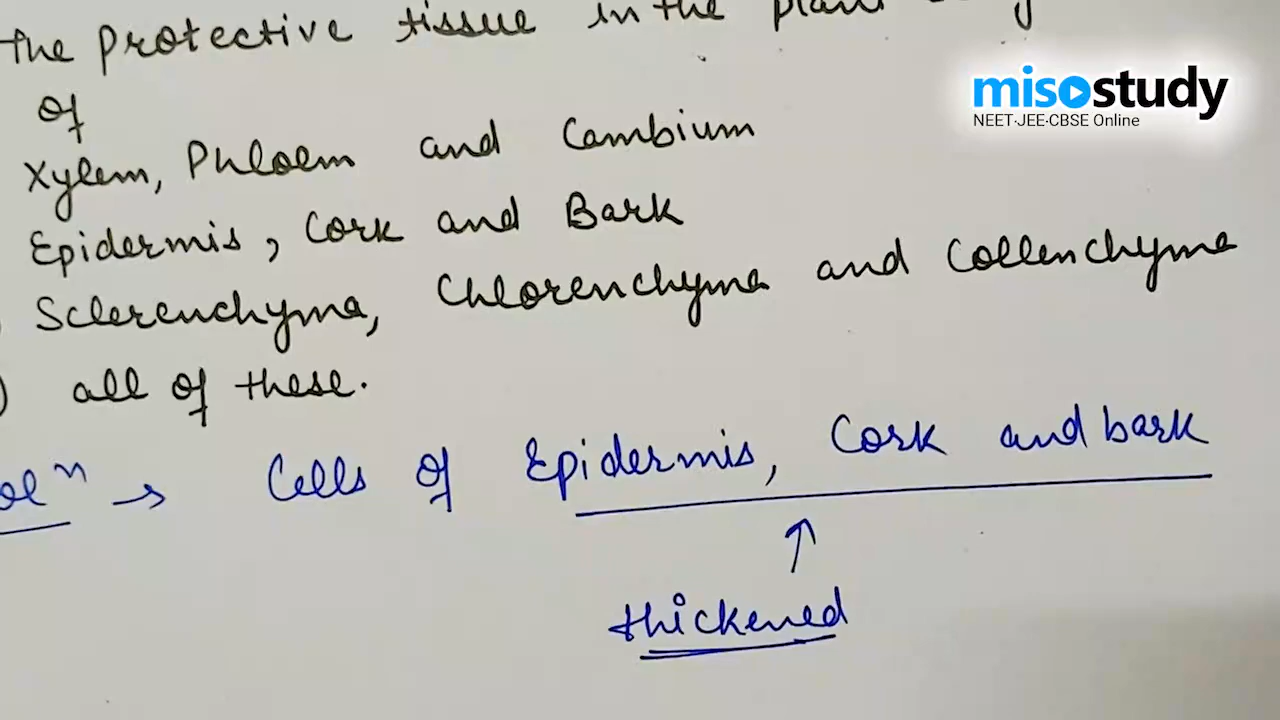 The protective tissue in the
of
Xylem, Phloem and Cambium
Epidermis, Cork and Bark
Sclerenchyma, Chlorenchyma and Collenchyma
) all of these.
olⁿ → Cells of Epidermis, Cork and bark
↑
thickened
misostudy
NEET-JEE-CBSE Online